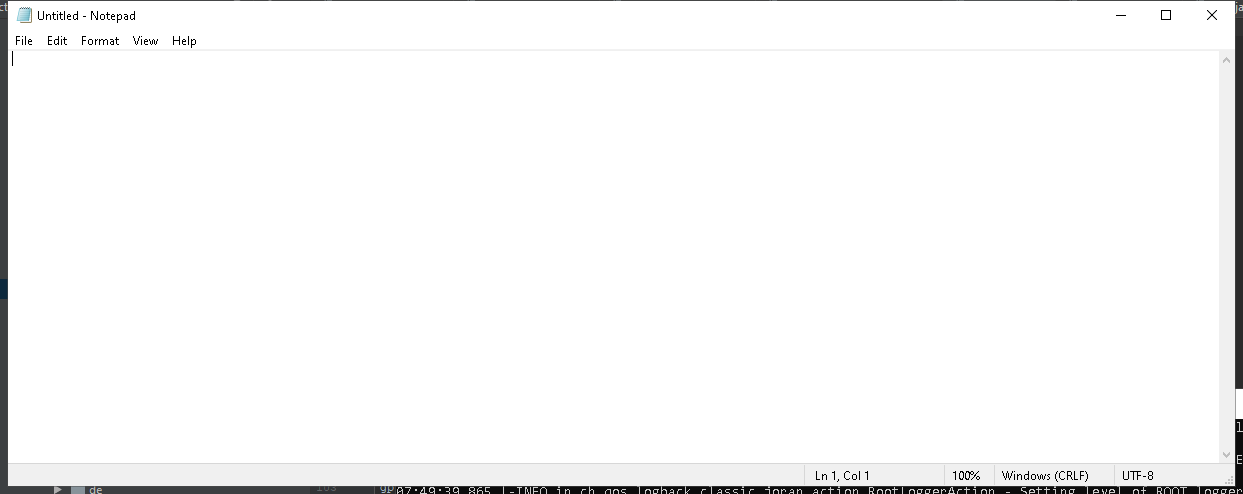 Untitled - Notepad
File Edit Format View Help
Ln 1, Col 1 100% Windows (CRLF) UTF-8
de
07:49:39,865 |-INFO in ch.qos.logback.classic.joran.action.RootLoggerAction - Setting level of ROOT logger